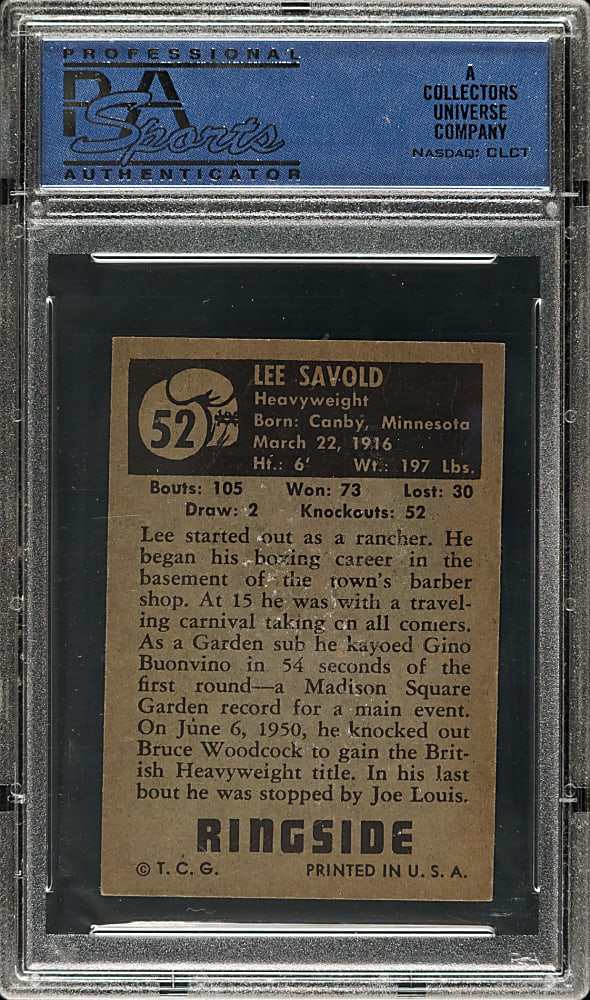 PROFESSIONAL
PSA
Sports
AUTHENTICATOR
A
COLLECTORS
UNIVERSE
COMPANY
NASDAQ: CLCT
52
LEE SAVOLD
Heavyweight
Born: Canby, Minnesota
March 22, 1916
Ht.: 6' Wt.: 197 Lbs.
Bouts: 105 Won: 73 Lost: 30
Draw: 2 Knockouts: 52
Lee started out as a rancher. He
began his boxing career in the
basement of the town's barber
shop. At 15 he was with a travel-
ing carnival taking on all comers.
As a Garden sub he kayoed Gino
Buonvino in 54 seconds of the
first round—a Madison Square
Garden record for a main event.
On June 6, 1950, he knocked out
Bruce Woodcock to gain the Brit-
ish Heavyweight title. In his last
bout he was stopped by Joe Louis.
RINGSIDE
© T. C. G. PRINTED IN U. S. A.
PSA